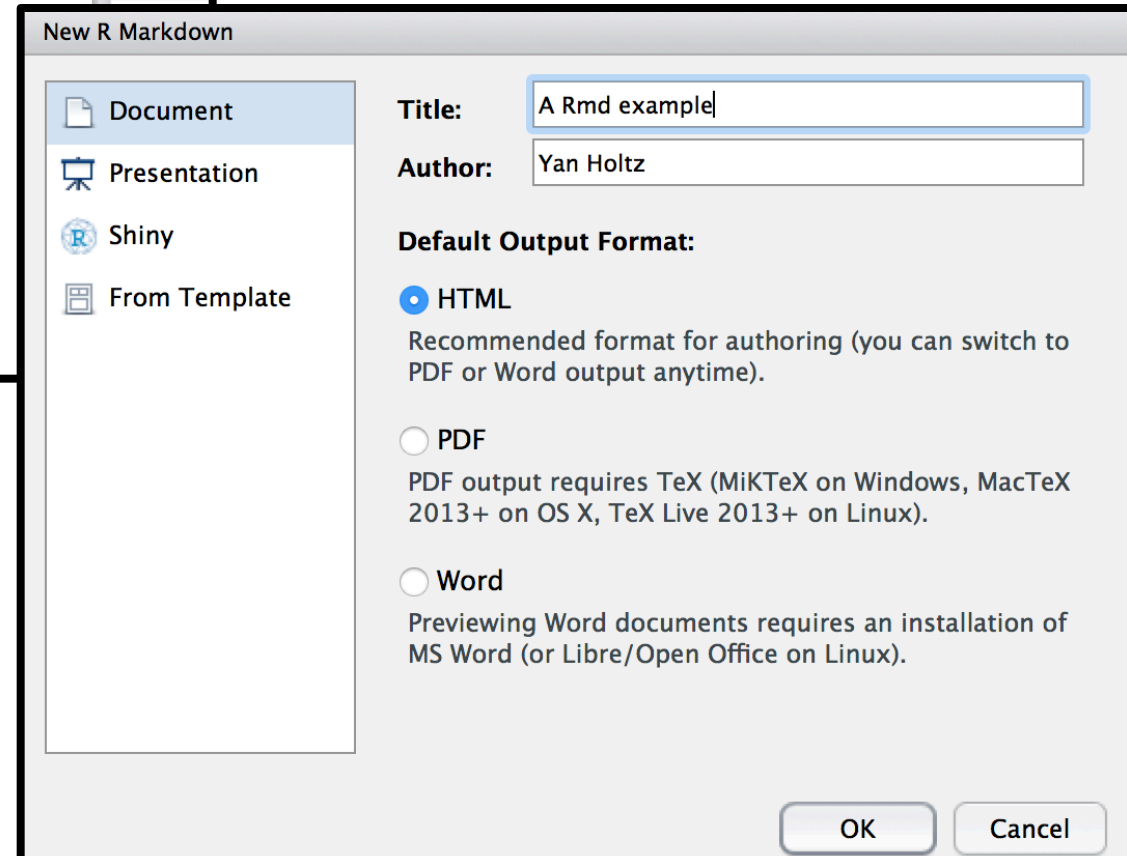 New R Markdown
Document
Presentation
Shiny
From Template
Title: A Rmd example
Author: Yan Holtz
Default Output Format:
HTML
Recommended format for authoring (you can switch to
PDF or Word output anytime).
PDF
PDF output requires TeX (MiKTeX on Windows, MacTeX
2013+ on OS X, TeX Live 2013+ on Linux).
Word
Previewing Word documents requires an installation of
MS Word (or Libre/Open Office on Linux).
OK
Cancel